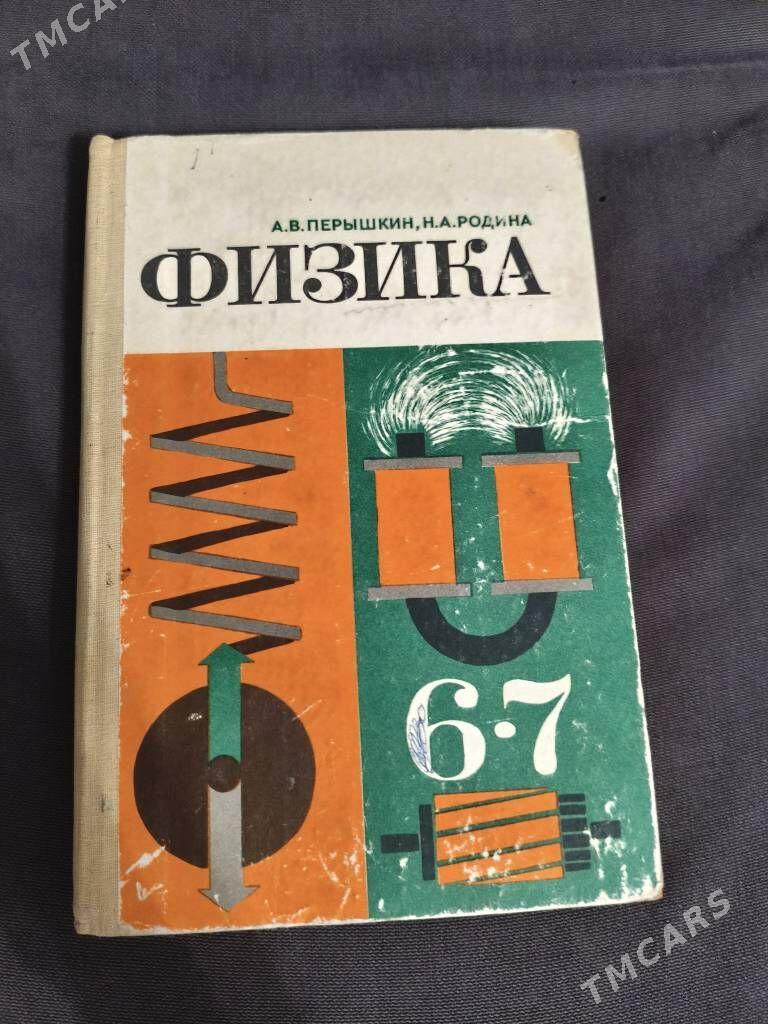 TMCARS
А.В.ПЕРЫШКИН, Н.А.РОДИНА
ФИЗИКА
6·7
TMCARS